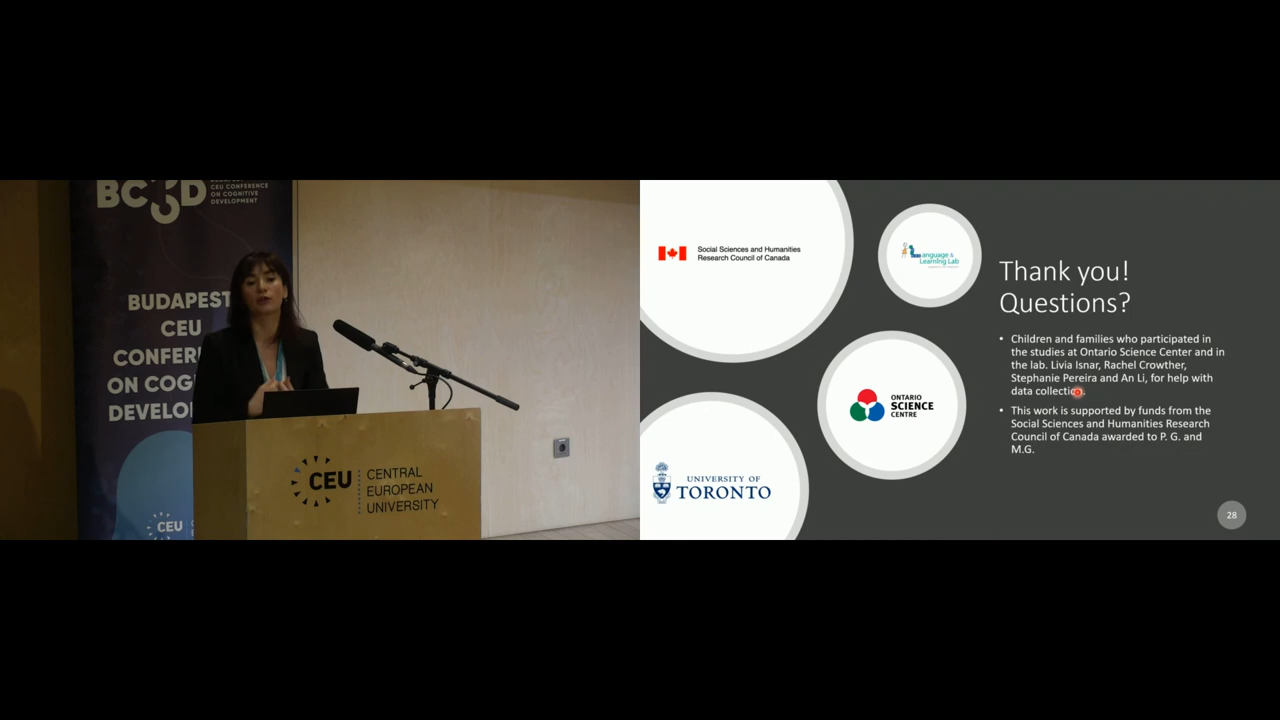 BC D
CEU CONFERENCE
ON COGNITIVE
DEVELOPMENT
BUDAPEST
CEU
CONFER
ON COG
DEVELO
CEU
CEU
CENTRAL
EUROPEAN
UNIVERSITY
Social Sciences and Humanities
Research Council of Canada
anguage &
Learning Lab
ONTARIO
SCIENCE
CENTRE
UNIVERSITY OF
TORONTO
Thank you!
Questions?
• Children and families who participated in
the studies at Ontario Science Center and in
the lab. Livia Isnar, Rachel Crowther,
Stephanie Pereira and An Li, for help with
data collection.
• This work is supported by funds from the
Social Sciences and Humanities Research
Council of Canada awarded to P. G. and
M.G.
28